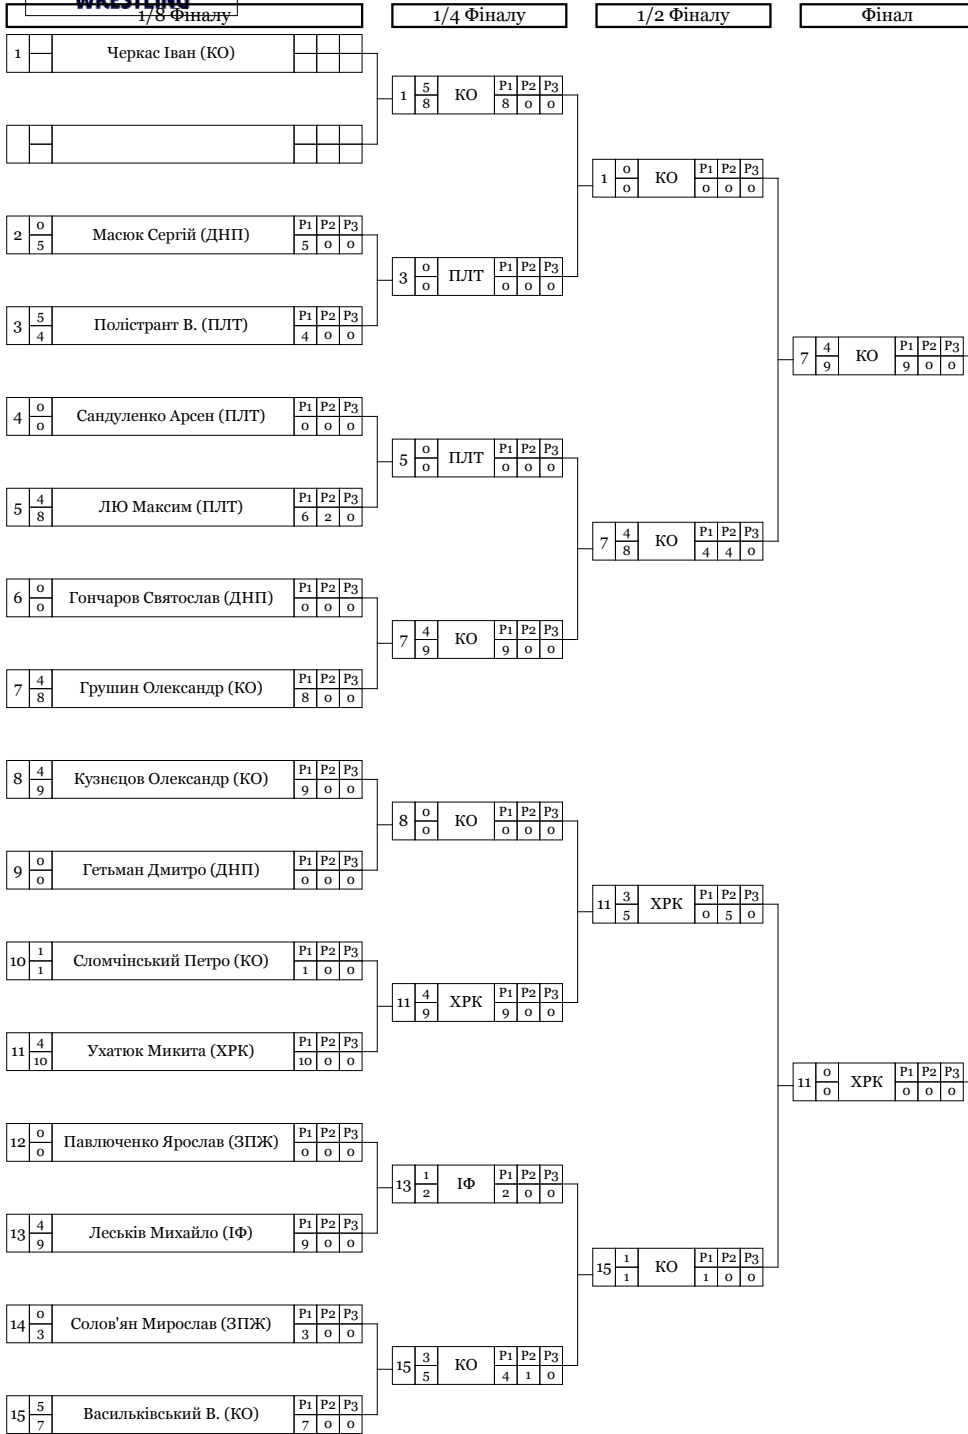 WRESTLING
1/8 Фіналу 1/4 Фіналу 1/2 Фіналу Фінал
1 Черкас Іван (КО)
1 5 8 КО P1 P2 P3 8 0 0
1 0 0 КО P1 P2 P3 0 0 0
2 0 5 Масюк Сергій (ДНП) P1 P2 P3 5 0 0
3 0 0 ПЛТ P1 P2 P3 0 0 0
3 5 4 Полістрант В. (ПЛТ) P1 P2 P3 4 0 0
7 4 9 КО P1 P2 P3 9 0 0
4 0 0 Сандуленко Арсен (ПЛТ) P1 P2 P3 0 0 0
5 0 0 ПЛТ P1 P2 P3 0 0 0
5 4 8 ЛЮ Максим (ПЛТ) P1 P2 P3 6 2 0
7 4 8 КО P1 P2 P3 4 4 0
6 0 0 Гончаров Святослав (ДНП) P1 P2 P3 0 0 0
7 4 9 КО P1 P2 P3 9 0 0
7 4 8 Грушин Олександр (КО) P1 P2 P3 8 0 0
8 4 9 Кузнєцов Олександр (КО) P1 P2 P3 9 0 0
8 0 0 КО P1 P2 P3 0 0 0
9 0 0 Гетьман Дмитро (ДНП) P1 P2 P3 0 0 0
11 3 5 ХРК P1 P2 P3 0 5 0
10 1 1 Сломчінський Петро (КО) P1 P2 P3 1 0 0
11 4 9 ХРК P1 P2 P3 9 0 0
11 4 10 Ухатюк Микита (ХРК) P1 P2 P3 10 0 0
11 0 0 ХРК P1 P2 P3 0 0 0
12 0 0 Павлюченко Ярослав (ЗПЖ) P1 P2 P3 0 0 0
13 1 2 ІФ P1 P2 P3 2 0 0
13 4 9 Леськів Михайло (ІФ) P1 P2 P3 9 0 0
15 1 1 КО P1 P2 P3 1 0 0
14 0 3 Солов'ян Мирослав (ЗПЖ) P1 P2 P3 3 0 0
15 3 5 КО P1 P2 P3 4 1 0
15 5 7 Васильківський В. (КО) P1 P2 P3 7 0 0